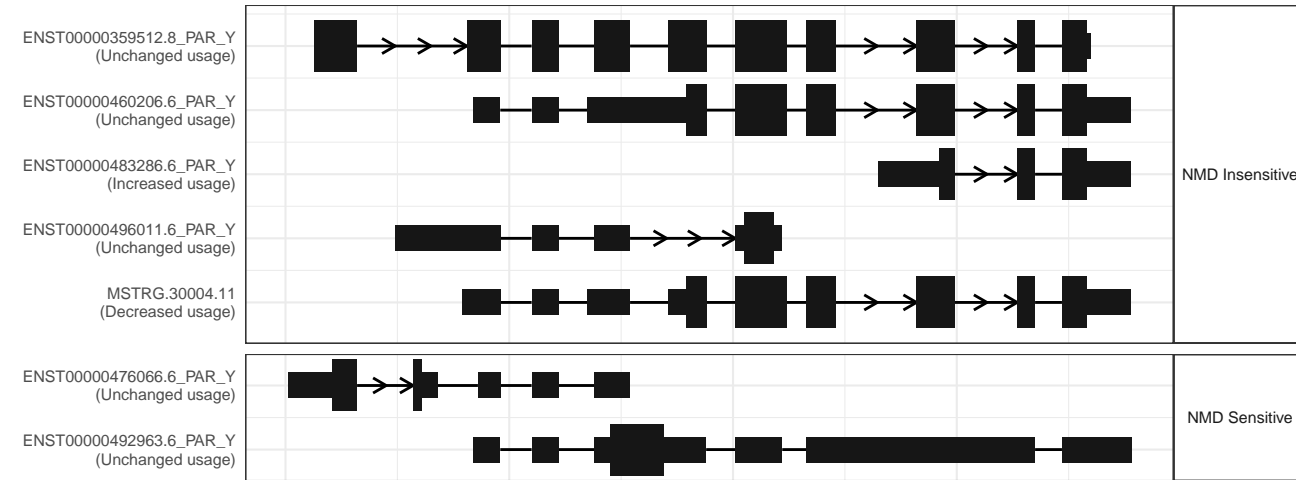 ENST00000359512.8_PAR_Y
(Unchanged usage)
ENST00000460206.6_PAR_Y
(Unchanged usage)
ENST00000483286.6_PAR_Y
(Increased usage)
ENST00000496011.6_PAR_Y
(Unchanged usage)
MSTRG.30004.11
(Decreased usage)
NMD Insensitive
ENST00000476066.6_PAR_Y
(Unchanged usage)
ENST00000492963.6_PAR_Y
(Unchanged usage)
NMD Sensitive